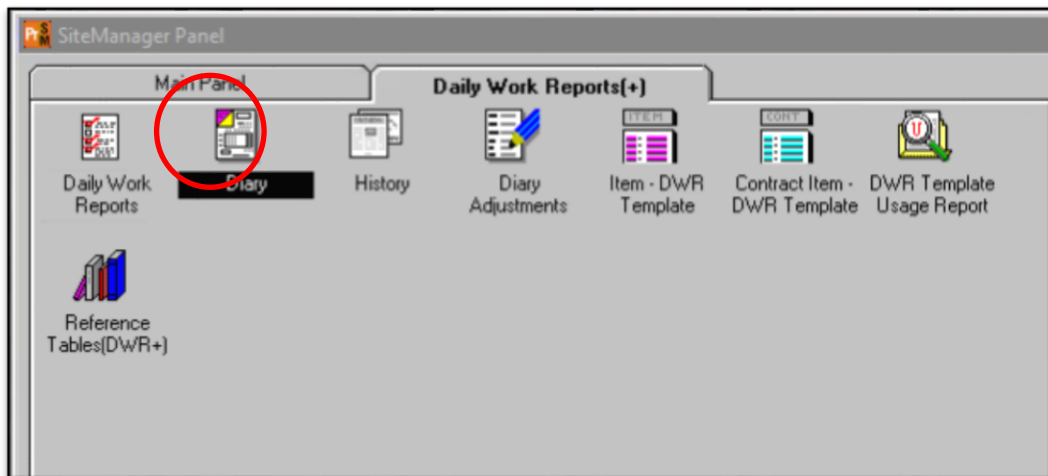 SiteManager Panel
Main Panel
Daily Work Reports(+)
Daily Work
Reports
Diary
History
Diary
Adjustments
ITEM
Item - DWR
Template
CONT
Contract Item -
DWR Template
U
DWR Template
Usage Report
Reference
Tables(DWR+)